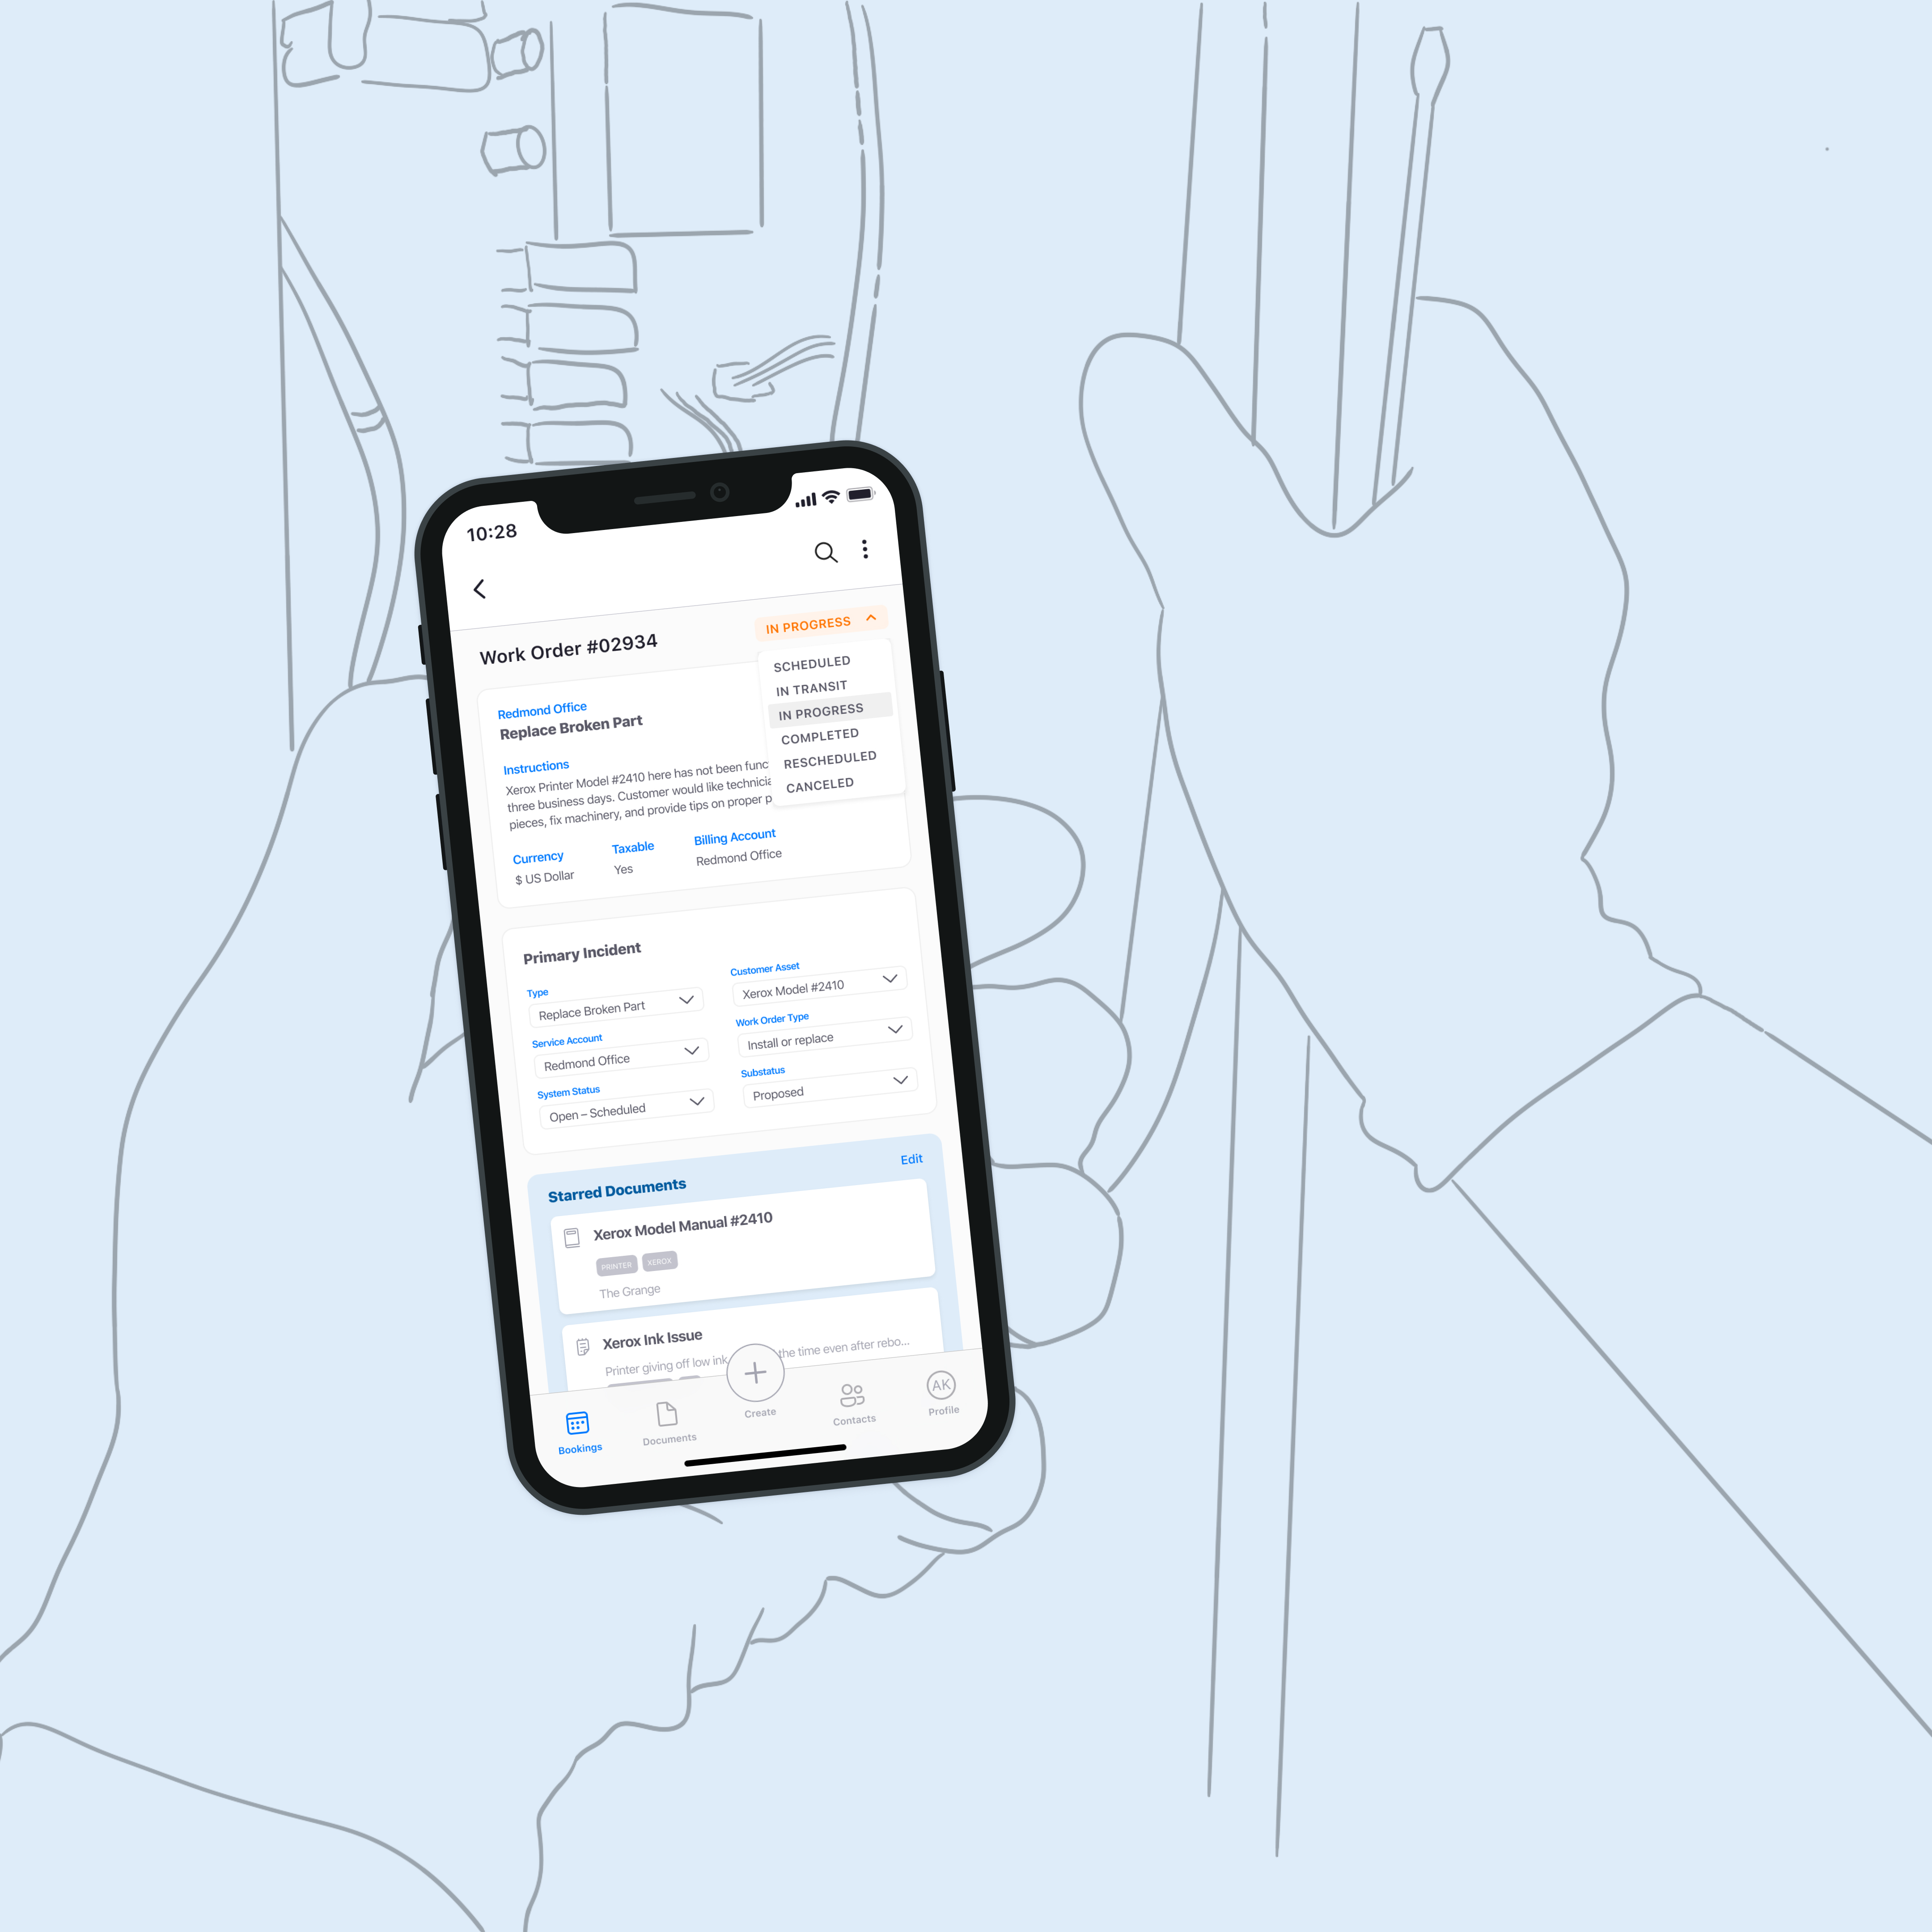 10:28
Work Order #02934
IN PROGRESS
SCHEDULED
IN TRANSIT
IN PROGRESS
COMPLETED
RESCHEDULED
CANCELED
Redmond Office
Replace Broken Part
Instructions
Xerox Printer Model #2410 here has not been func
three business days. Customer would like technicia
pieces, fix machinery, and provide tips on proper p
Currency
$ US Dollar
Taxable
Yes
Billing Account
Redmond Office
Primary Incident
Type
Replace Broken Part
Customer Asset
Xerox Model #2410
Service Account
Redmond Office
Work Order Type
Install or replace
System Status
Open – Scheduled
Substatus
Proposed
Starred Documents
Edit
Xerox Model Manual #2410
PRINTER
XEROX
The Grange
Xerox Ink Issue
Printer giving off low ink the time even after rebo...
Bookings
Documents
Create
Contacts
AK
Profile